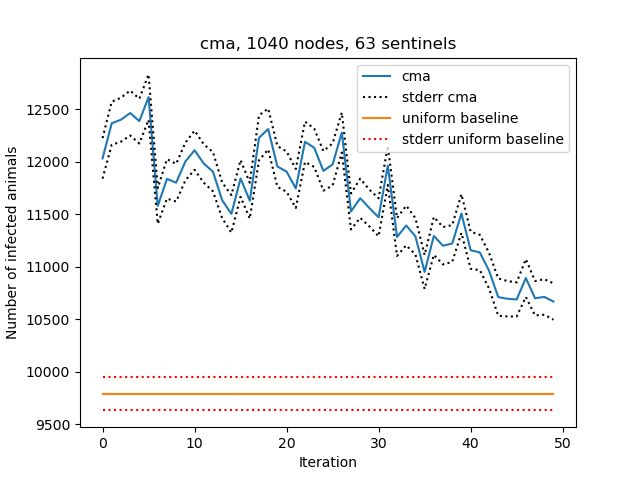 cma, 1040 nodes, 63 sentinels
cma
stderr cma
uniform baseline
stderr uniform baseline
Number of infected animals
12500
12000
11500
11000
10500
10000
9500
0 10 20 30 40 50
Iteration